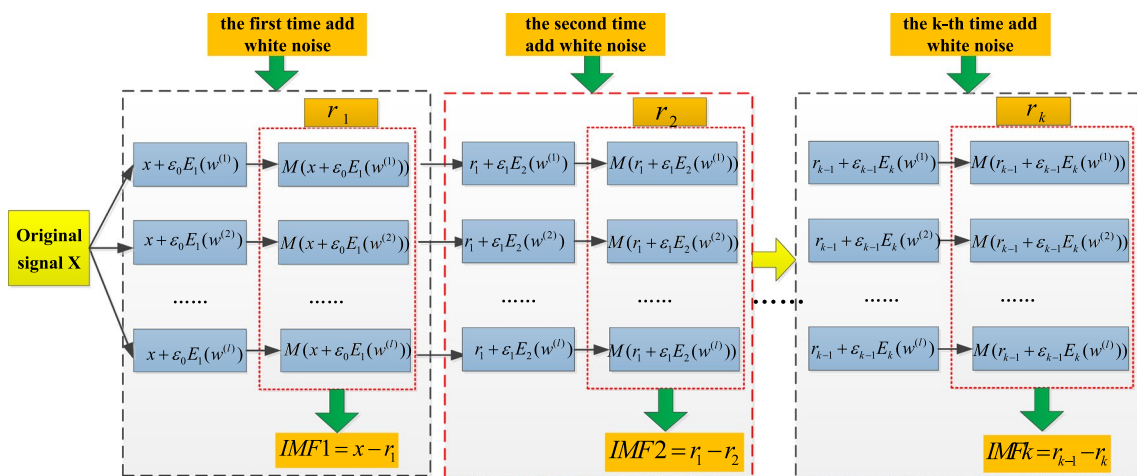 the first time add
white noise
the second time
add white noise
the k-th time add
white noise
r₁
r₂
rₖ
x + ε₀E₁(w⁽¹⁾)
M(x + ε₀E₁(w⁽¹⁾))
r₁ + ε₁E₂(w⁽¹⁾)
M(r₁ + ε₁E₂(w⁽¹⁾))
rₖ₋₁ + εₖ₋₁Eₖ(w⁽¹⁾)
M(rₖ₋₁ + εₖ₋₁Eₖ(w⁽¹⁾))
Original
signal X
x + ε₀E₁(w⁽²⁾)
M(x + ε₀E₁(w⁽²⁾))
r₁ + ε₁E₂(w⁽²⁾)
M(r₁ + ε₁E₂(w⁽²⁾))
rₖ₋₁ + εₖ₋₁Eₖ(w⁽²⁾)
M(rₖ₋₁ + εₖ₋₁Eₖ(w⁽²⁾))
......
......
......
......
......
......
......
x + ε₀E₁(w⁽ˡ⁾)
M(x + ε₀E₁(w⁽ˡ⁾))
r₁ + ε₁E₂(w⁽ˡ⁾)
M(r₁ + ε₁E₂(w⁽ˡ⁾))
rₖ₋₁ + εₖ₋₁Eₖ(w⁽ˡ⁾)
M(rₖ₋₁ + εₖ₋₁Eₖ(w⁽ˡ⁾))
IMF1 = x − r₁
IMF2 = r₁ − r₂
IMFk = rₖ₋₁ − rₖ